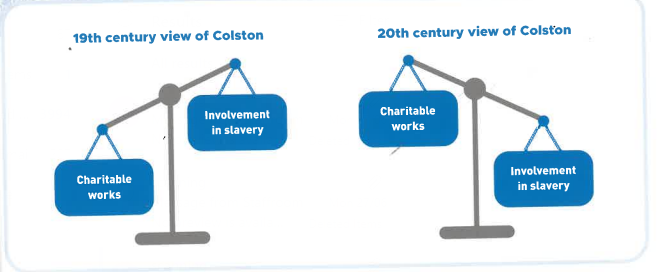 19th century view of Colston
Involvement
in slavery
Charitable
works
20th century view of Colston
Charitable
works
Involvement
in slavery